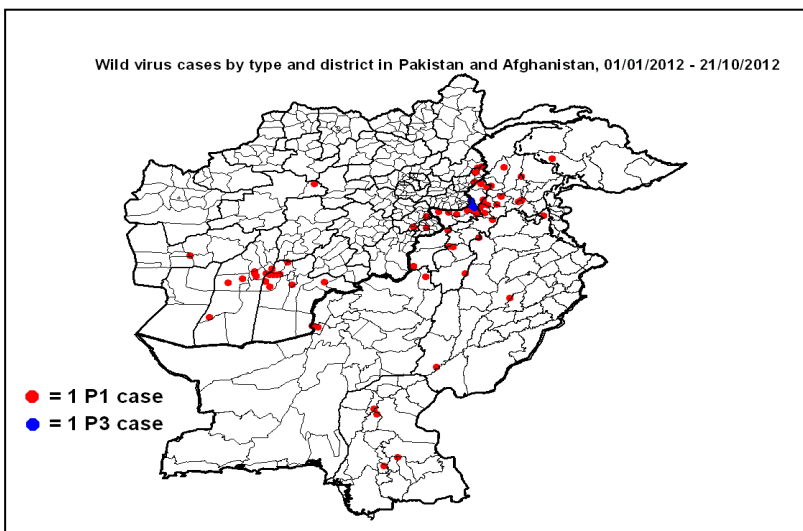 Wild virus cases by type and district in Pakistan and Afghanistan, 01/01/2012 - 21/10/2012
= 1 P1 case
= 1 P3 case